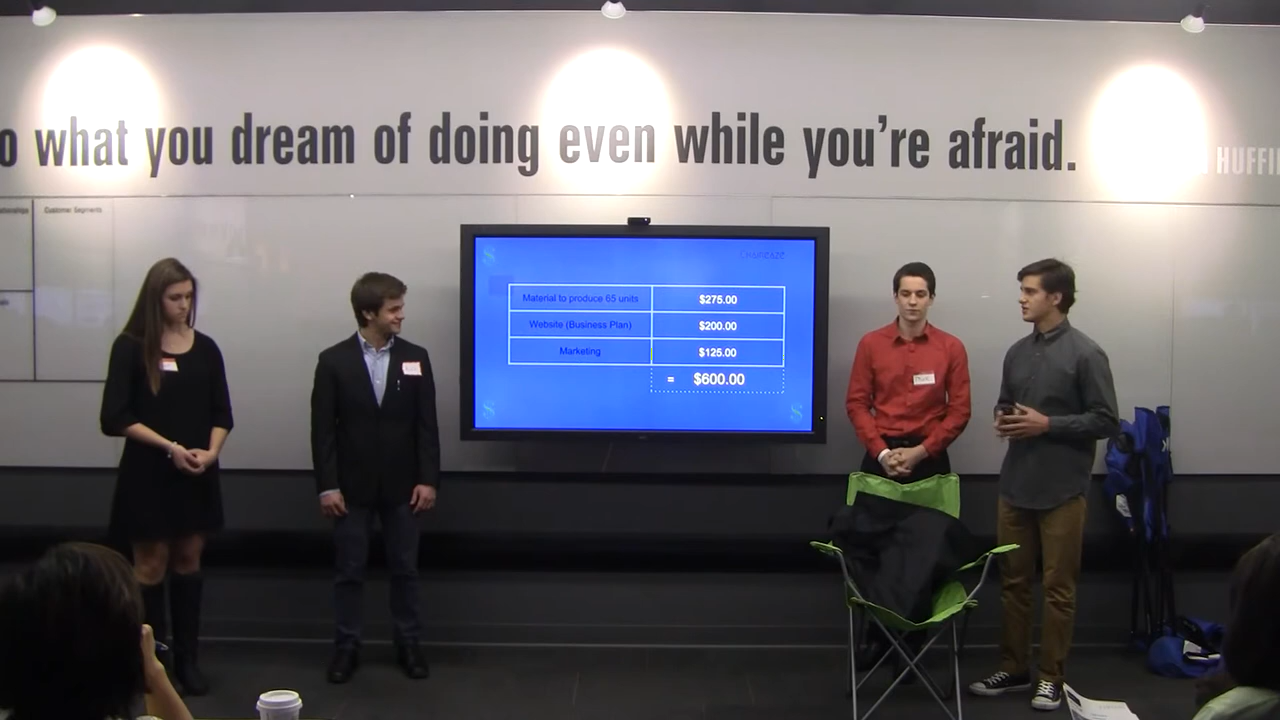 o what you dream of doing even while you're afraid.
HUFFI
Customer Segments
Material to produce 65 units $275.00
Website (Business Plan) $200.00
Marketing $125.00
= $600.00